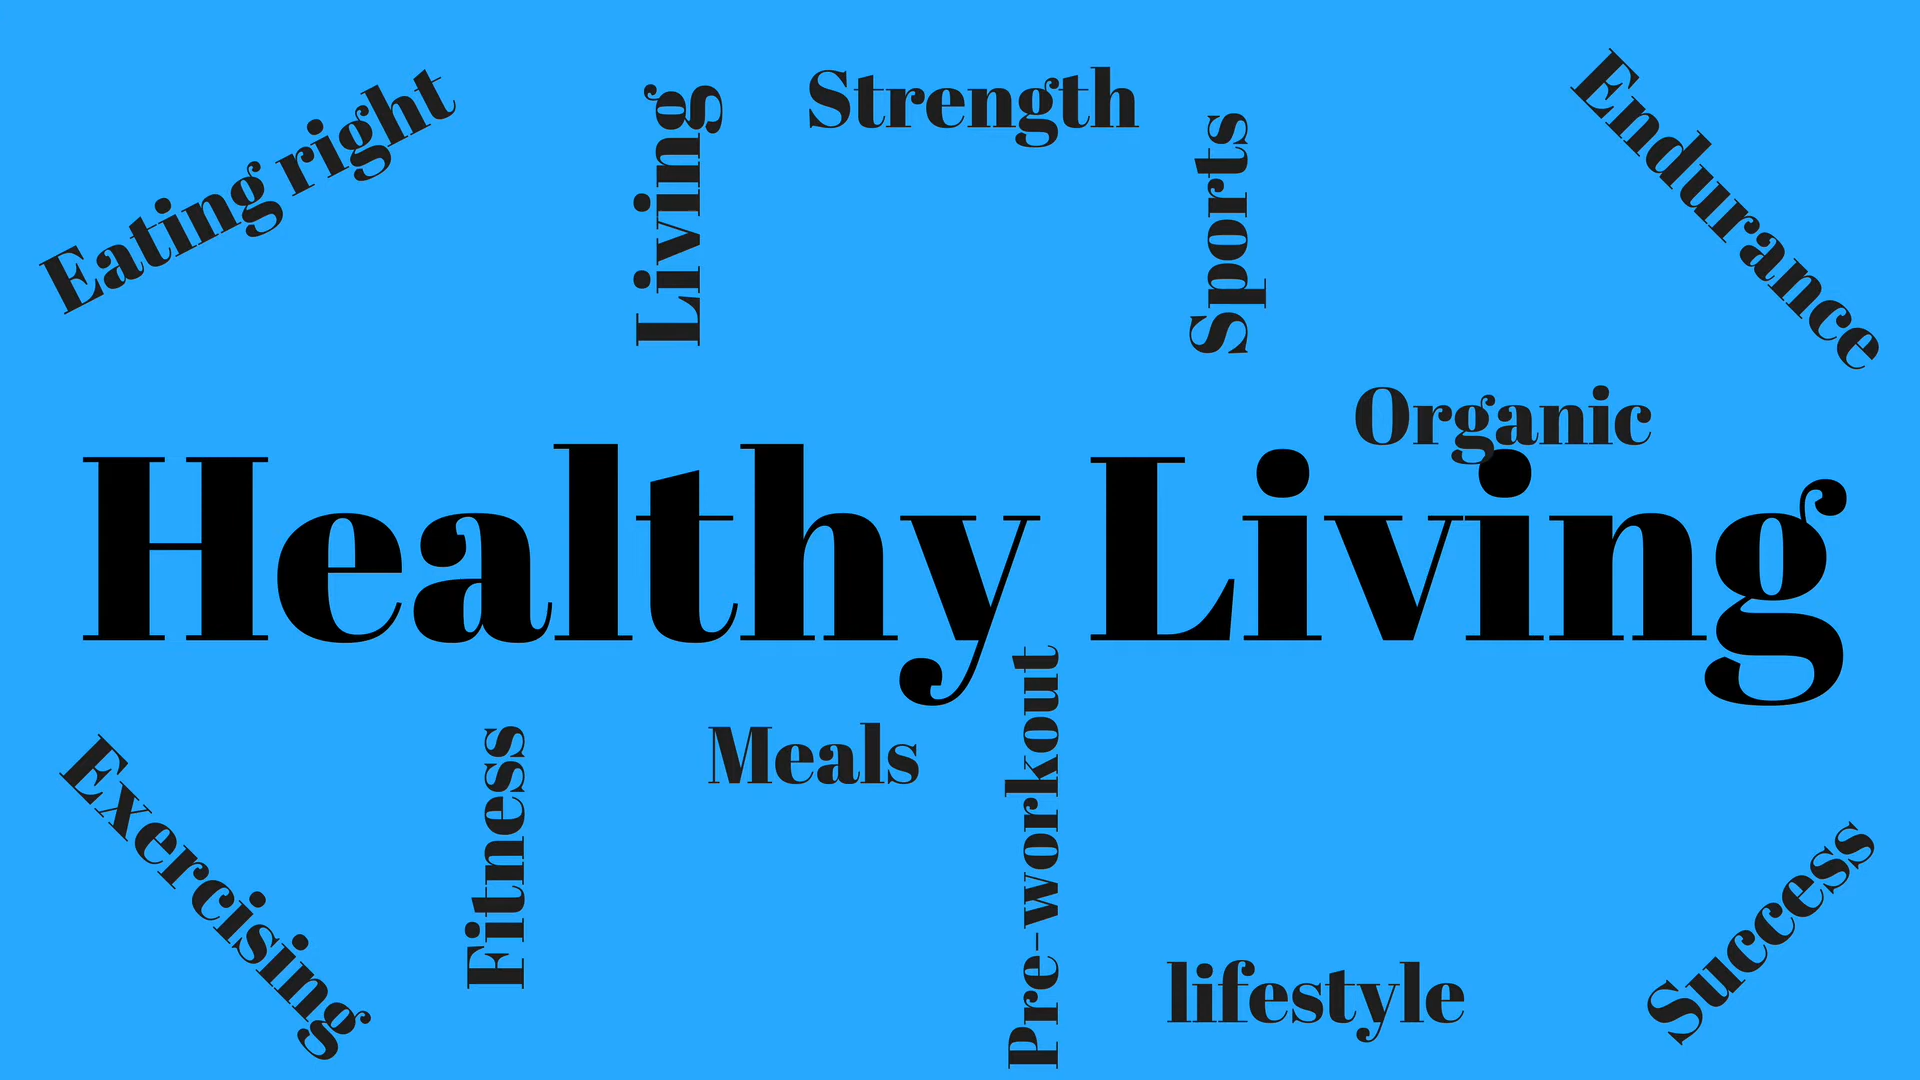 Eating right
Living
Strength
Sports
Endurance
Organic
Healthy Living
Exercising
Fitness
Meals
Pre-workout
lifestyle
Success